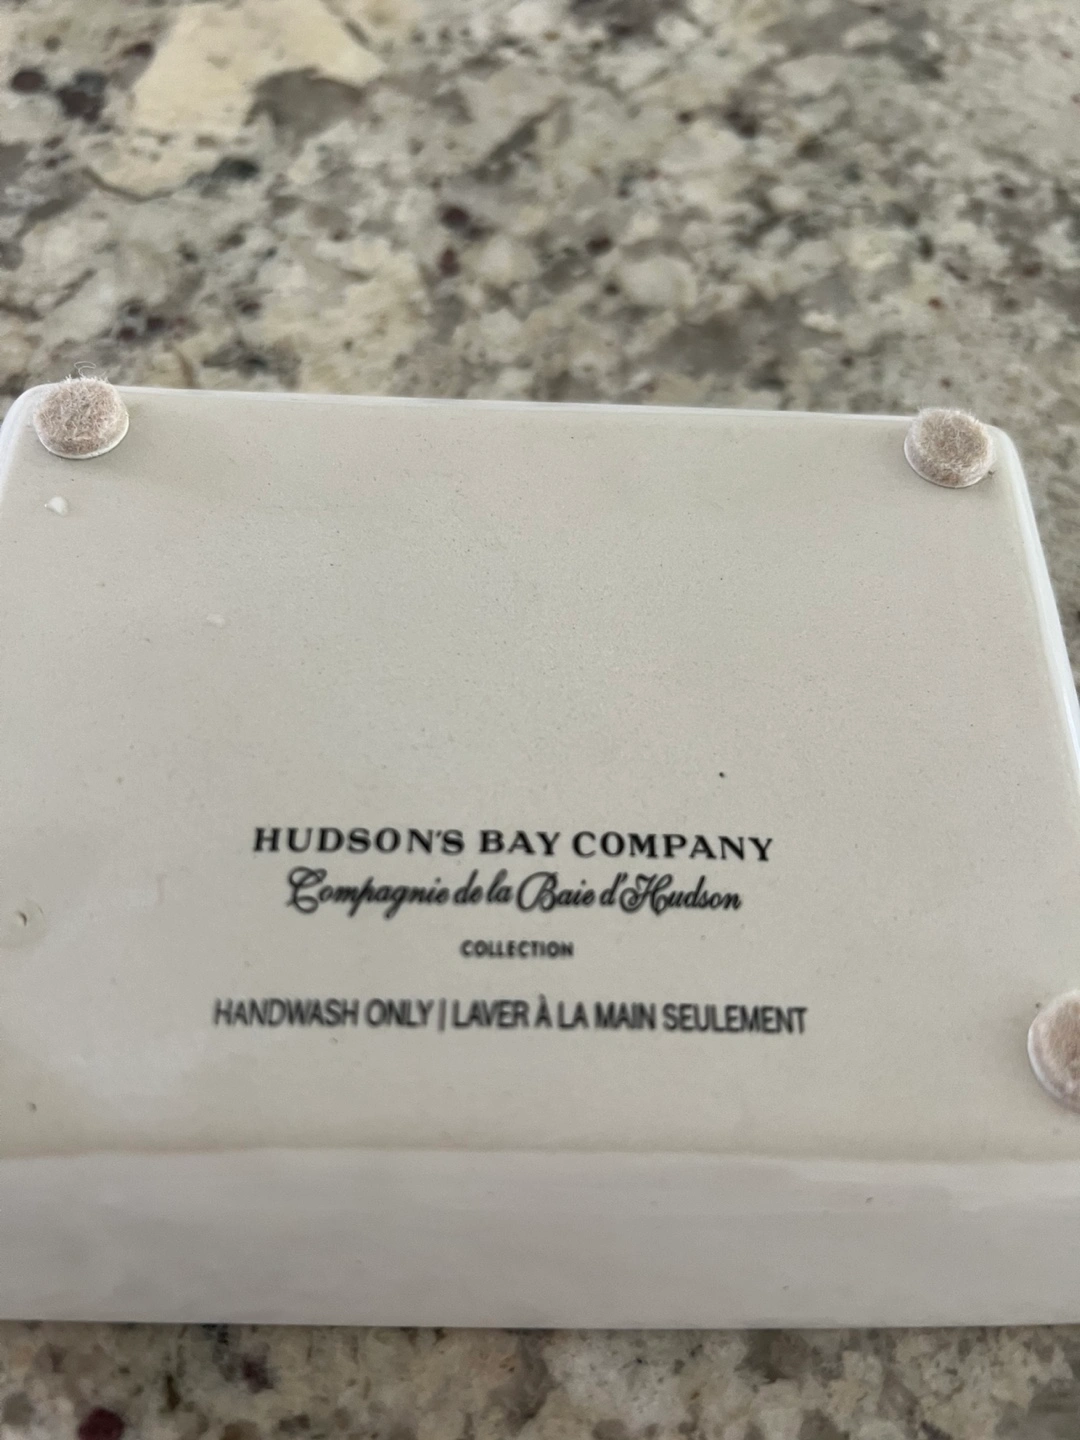 HUDSON'S BAY COMPANY
Compagnie de la Baie d'Hudson
COLLECTION
HANDWASH ONLY | LAVER À LA MAIN SEULEMENT